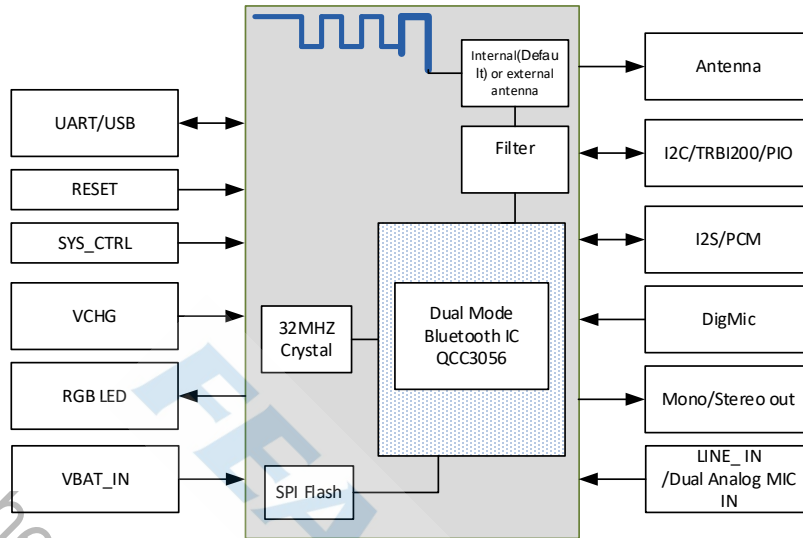 Internal(Defau
lt) or external
antenna
Antenna
UART/USB
Filter
I2C/TRBI200/PIO
RESET
SYS_CTRL
I2S/PCM
VCHG
32MHZ
Crystal
Dual Mode
Bluetooth IC
QCC3056
DigMic
RGB LED
Mono/Stereo out
VBAT_IN
SPI Flash
LINE_ IN
/Dual Analog MIC
IN
FEA